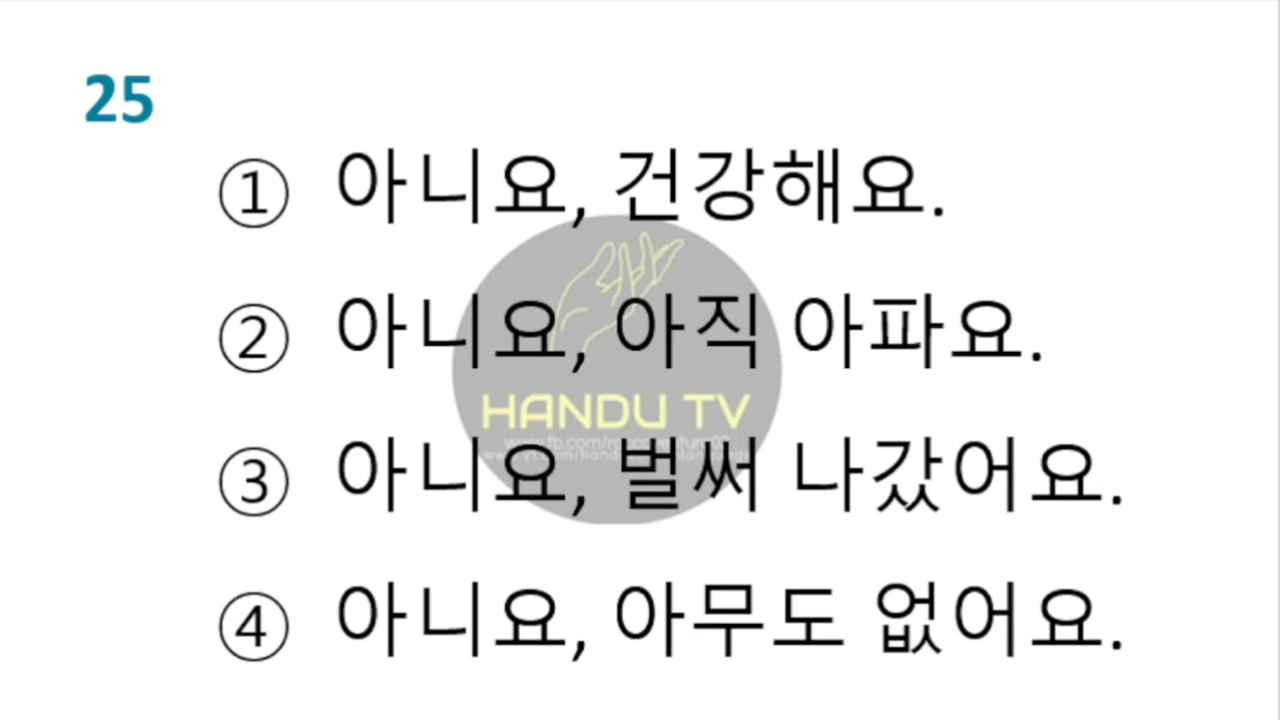 25
① 아니요, 건강해요.
② 아니요, 아직 아파요.
HANDU TV
③ 아니요, 벌써 나갔어요.
④ 아니요, 아무도 없어요.